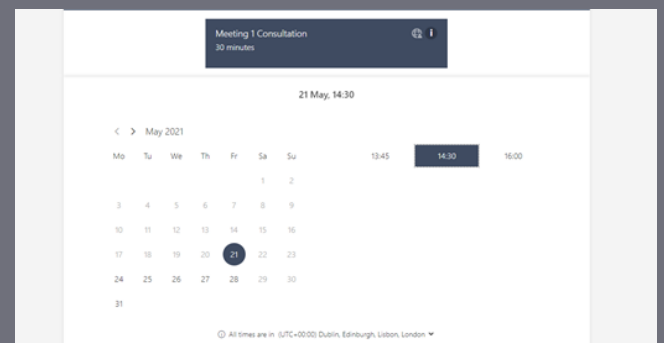 Meeting 1 Consultation
30 minutes
21 May, 14:30
< > May 2021
Mo Tu We Th Fr Sa Su
13:45 14:30 16:00
1 2
3 4 5 6 7 8 9
10 11 12 13 14 15 16
17 18 19 20 21 22 23
24 25 26 27 28 29 30
31
All times are in (UTC+00:00) Dublin, Edinburgh, Lisbon, London